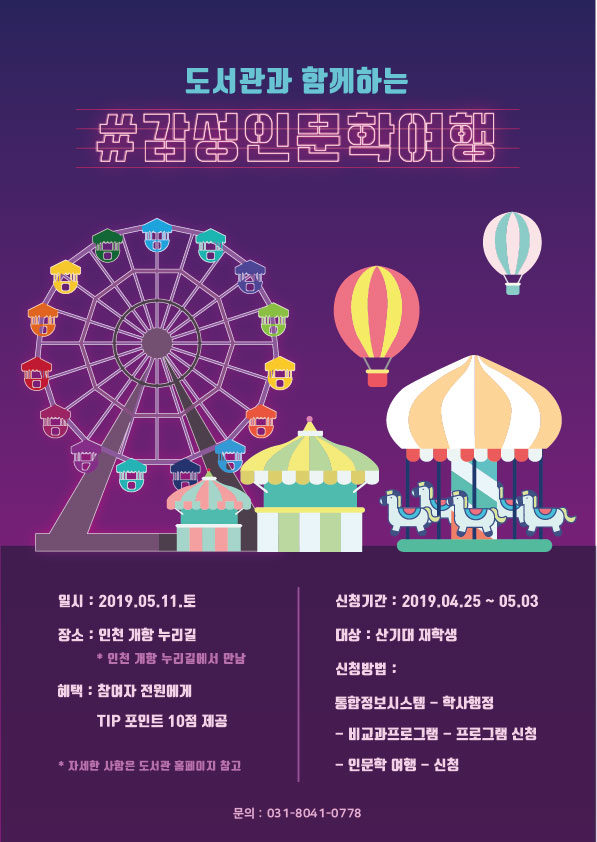 도서관과 함께하는
#감성인문학여행
일시 : 2019.05.11.토
장소 : 인천 개항 누리길
* 인천 개항 누리길에서 만남
혜택 : 참여자 전원에게
TIP 포인트 10점 제공
* 자세한 사항은 도서관 홈페이지 참고
신청기간 : 2019.04.25 ~ 05.03
대상 : 산기대 재학생
신청방법 :
통합정보시스템 - 학사행정
- 비교과프로그램 - 프로그램 신청
- 인문학 여행 - 신청
문의 : 031-8041-0778